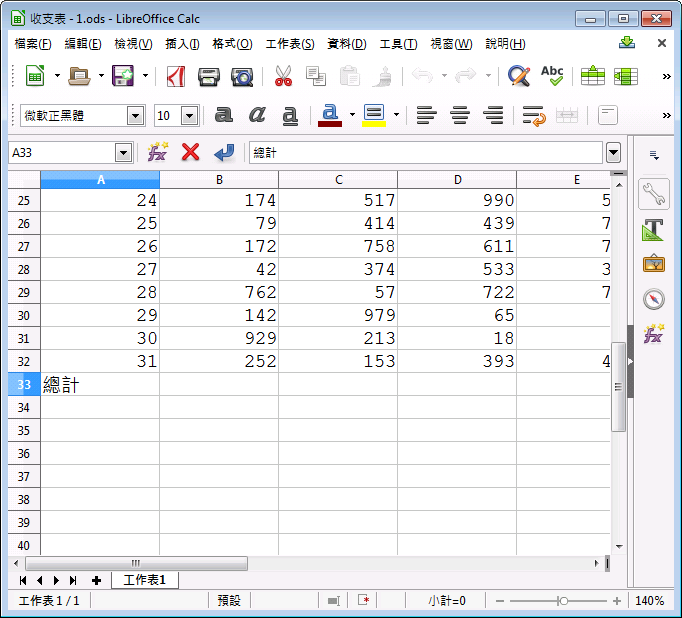 收支表 - 1.ods - LibreOffice Calc
檔案(F) 編輯(E) 檢視(V) 插入(I) 格式(O) 工作表(S) 資料(D) 工具(T) 視窗(W) 說明(H)
Abc
微軟正黑體 10 a a a a
A33 總計
A B C D E
25 24 174 517 990 5
26 25 79 414 439 7
27 26 172 758 611 7
28 27 42 374 533 3
29 28 762 57 722 7
30 29 142 979 65
31 30 929 213 18
32 31 252 153 393 4
33 總計
34
35
36
37
38
39
40
工作表1
工作表 1 / 1 預設 小計=0 140%